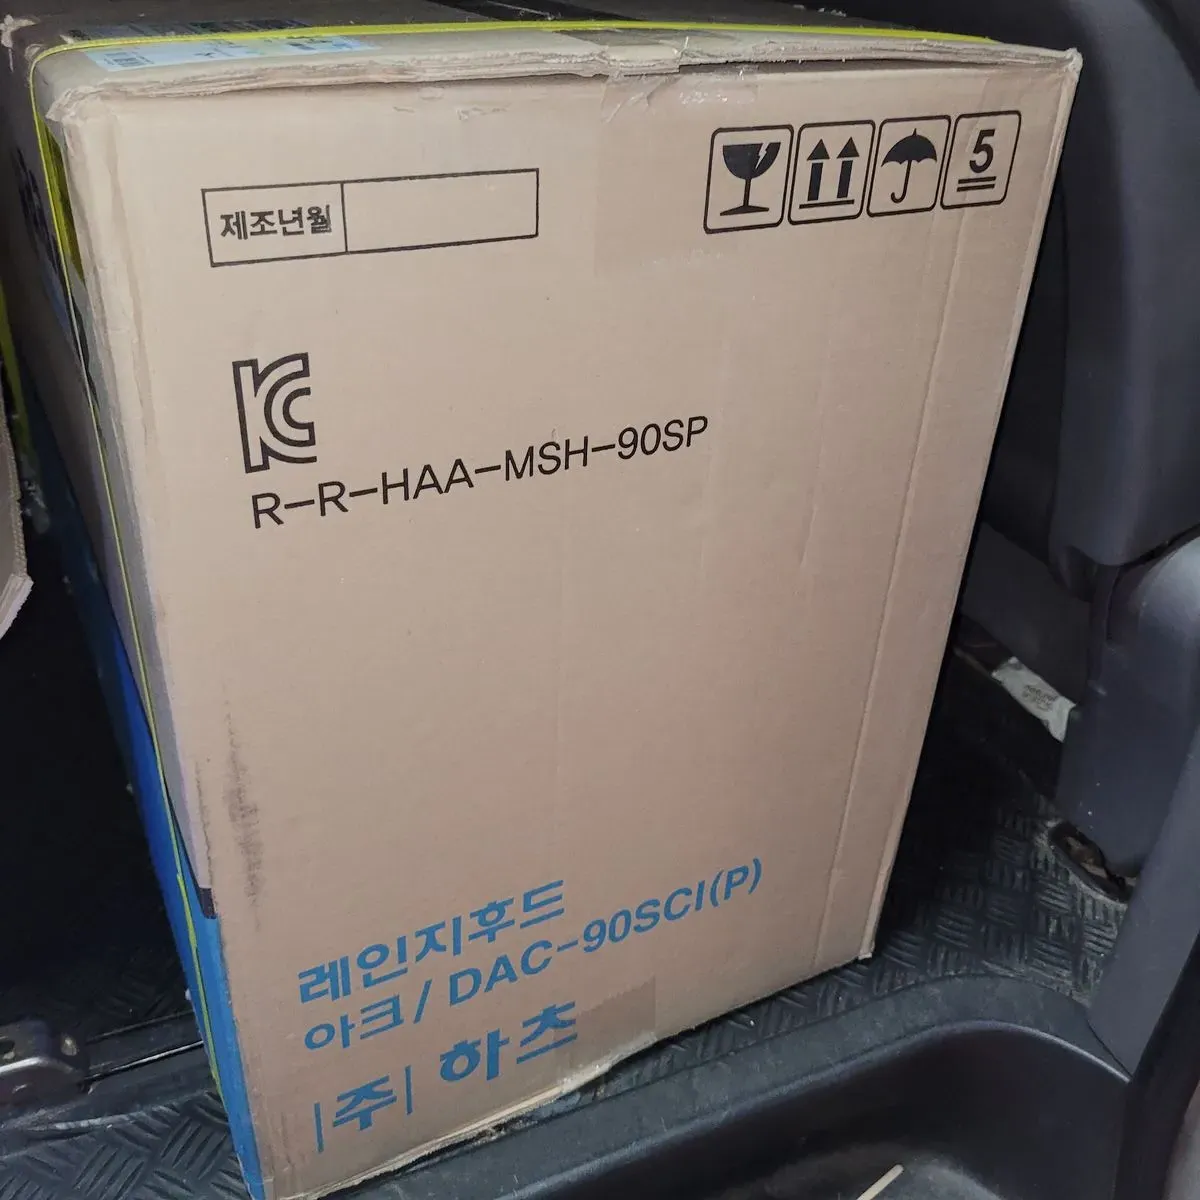 제조년월
5
KC
R-R-HAA-MSH-90SP
레인지후드
아크/ DAC-90SCI(P)
|주| 하츠